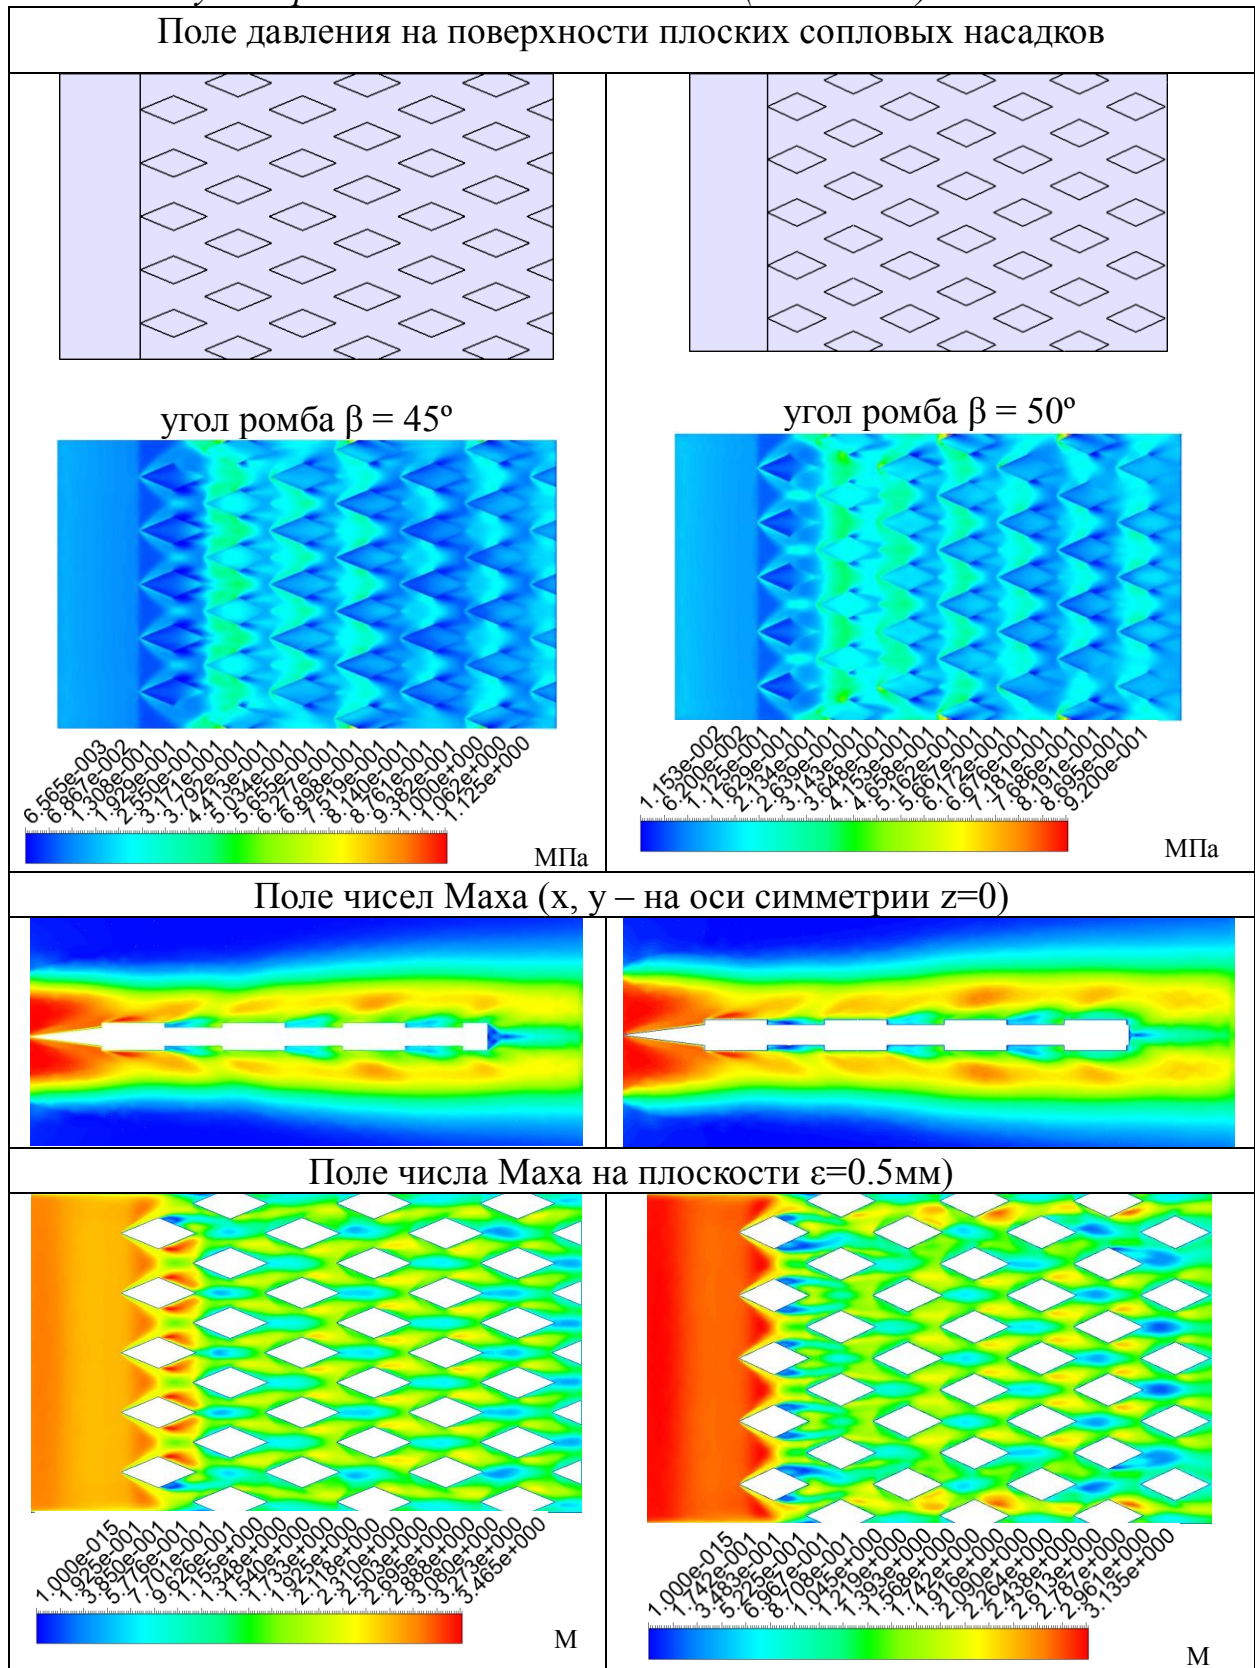 Поле давления на поверхности плоских сопловых насадков
угол ромба β = 45º
угол ромба β = 50º
6.565e-003
6.867e-002
1.308e-001
1.929e-001
2.550e-001
3.171e-001
3.792e-001
4.413e-001
5.034e-001
5.655e-001
6.277e-001
6.898e-001
7.519e-001
8.140e-001
8.761e-001
9.382e-001
1.000e+000
1.062e+000
1.125e+000
МПа
1.153e-002
6.200e-002
1.125e-001
1.629e-001
2.134e-001
2.639e-001
3.143e-001
3.648e-001
4.153e-001
4.658e-001
5.162e-001
5.667e-001
6.172e-001
6.676e-001
7.181e-001
7.686e-001
8.191e-001
8.695e-001
9.200e-001
МПа
Поле чисел Маха (x, y – на оси симметрии z=0)
Поле числа Маха на плоскости ε=0.5мм)
1.000e-015
1.925e-001
3.850e-001
5.776e-001
7.701e-001
9.626e-001
1.155e+000
1.348e+000
1.540e+000
1.733e+000
1.925e+000
2.118e+000
2.310e+000
2.503e+000
2.695e+000
2.888e+000
3.080e+000
3.273e+000
3.465e+000
М
1.000e-015
1.742e-001
3.483e-001
5.225e-001
6.967e-001
8.708e-001
1.045e+000
1.219e+000
1.393e+000
1.568e+000
1.742e+000
1.916e+000
2.090e+000
2.264e+000
2.438e+000
2.613e+000
2.787e+000
2.961e+000
3.135e+000
М